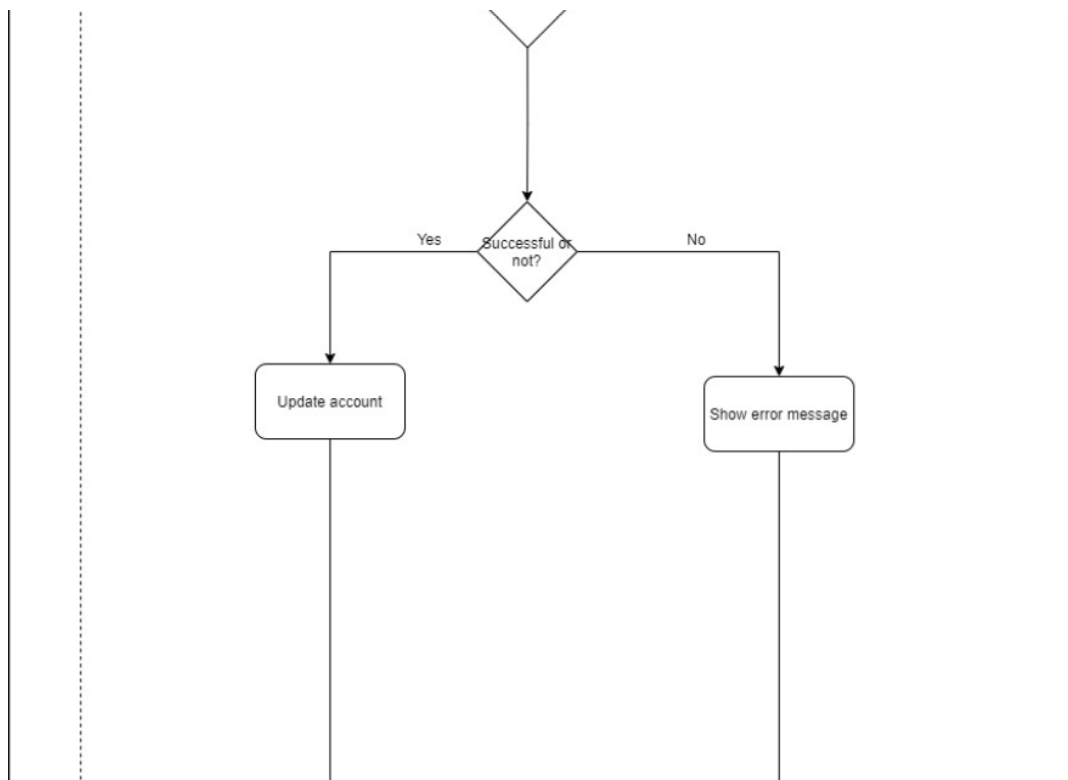 Yes
Successful or
not?
No
Update account
Show error message